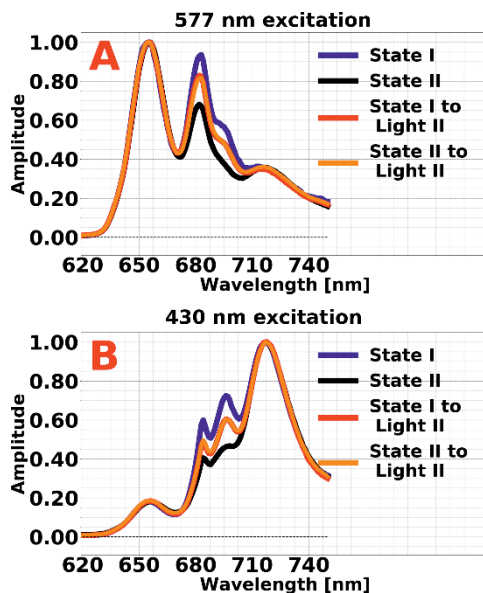 577 nm excitation
A
1.00
0.80
0.60
0.40
0.20
0.00
Amplitude
State I
State II
State I to
Light II
State II to
Light II
620 650 680 710 740
Wavelength [nm]
430 nm excitation
B
1.00
0.80
0.60
0.40
0.20
0.00
Amplitude
State I
State II
State I to
Light II
State II to
Light II
620 650 680 710 740
Wavelength [nm]